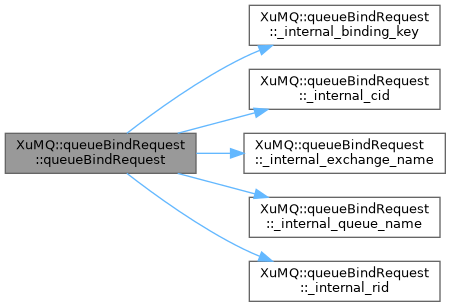 XuMQ::queueBindRequest
::queueBindRequest
XuMQ::queueBindRequest
::_internal_binding_key
XuMQ::queueBindRequest
::_internal_cid
XuMQ::queueBindRequest
::_internal_exchange_name
XuMQ::queueBindRequest
::_internal_queue_name
XuMQ::queueBindRequest
::_internal_rid